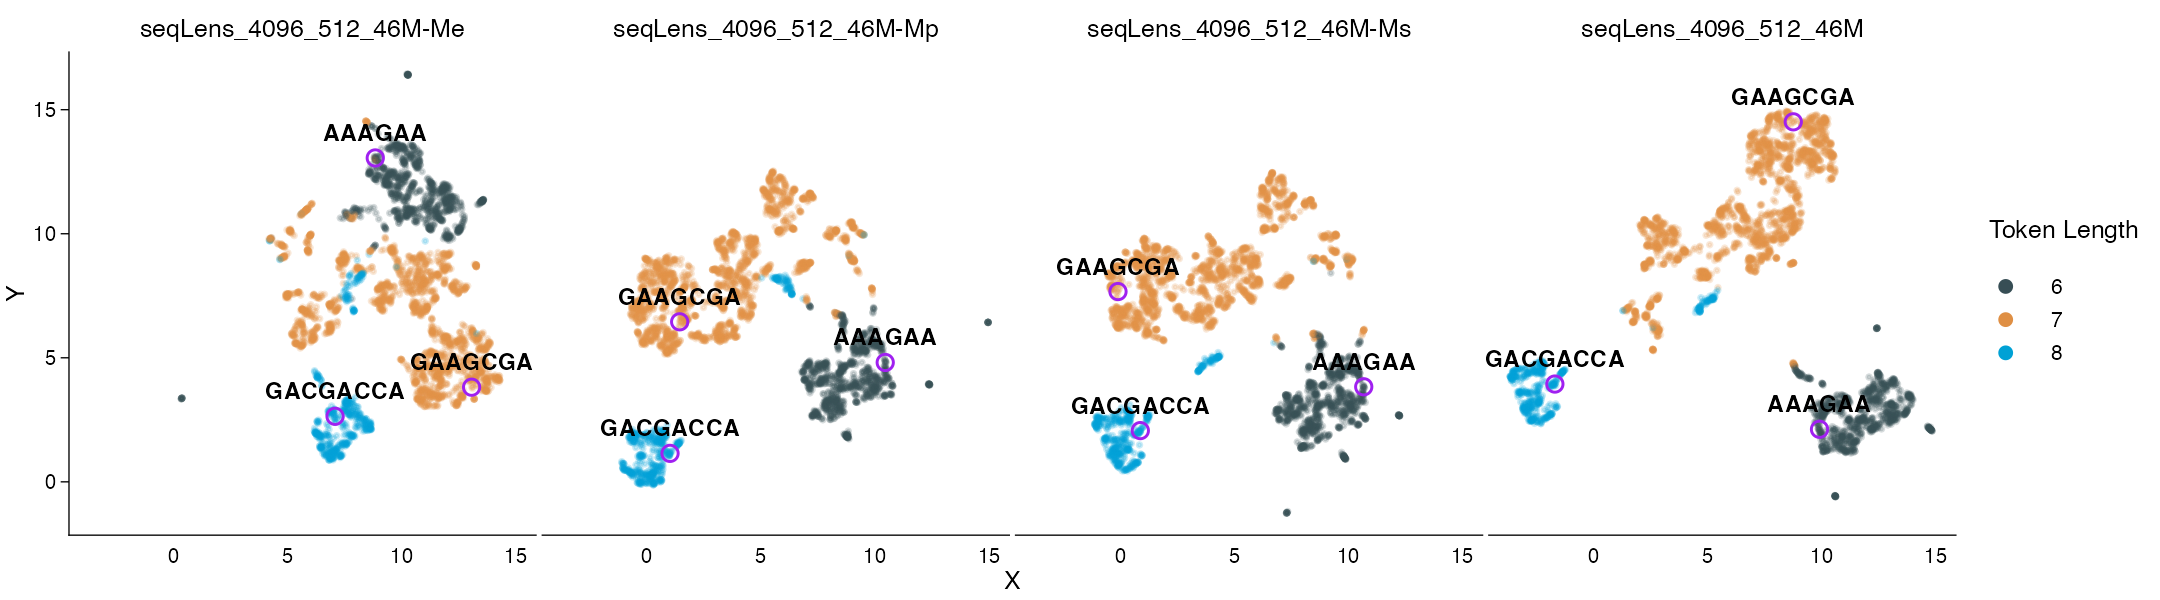 seqLens_4096_512_46M-Me
seqLens_4096_512_46M-Mp
seqLens_4096_512_46M-Ms
seqLens_4096_512_46M
Y
15
10
5
0
AAAGAA
GAAGCGA
GACGACCA
GAAGCGA
AAAGAA
GACGACCA
GAAGCGA
AAAGAA
GACGACCA
GAAGCGA
GACGACCA
AAAGAA
0 5 10 15
0 5 10 15
0 5 10 15
0 5 10 15
X
Token Length
6
7
8